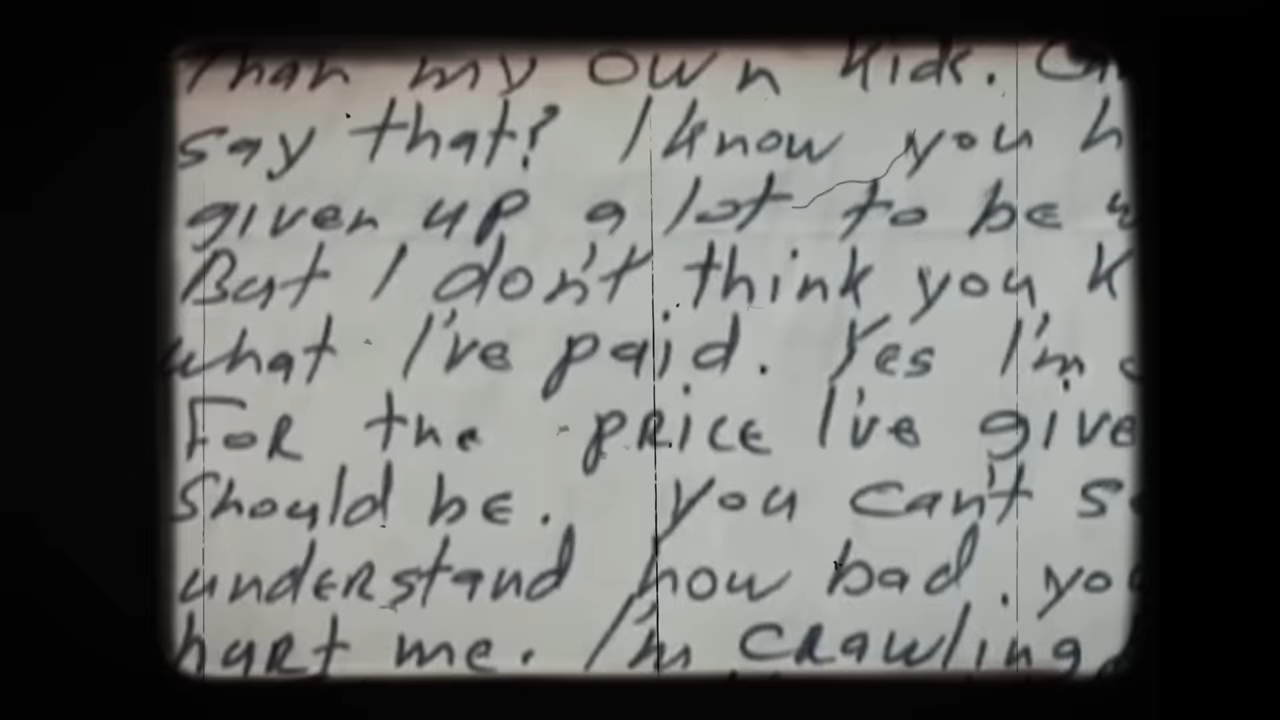 Than my own kid.
say that? I know you
given up a lot to be
But I don't think you
what I've paid. Yes I'm
For the price I've give
Should be. you can't
understand how bad. yo
hurt me. I'm crawling